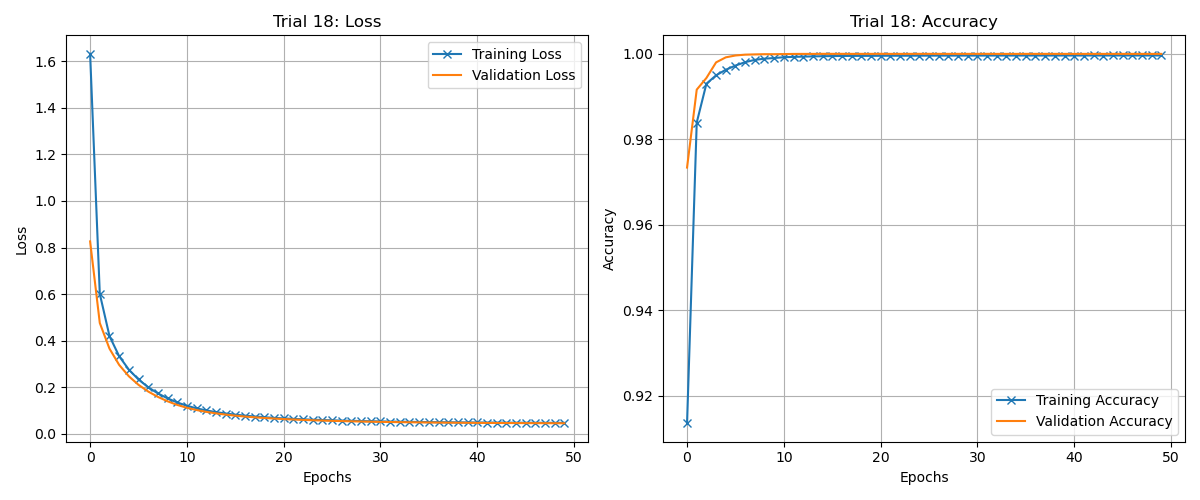 Trial 18: Loss
Training Loss
Validation Loss
1.6
1.4
1.2
1.0
0.8
0.6
0.4
0.2
0.0
Loss
0
10
20
30
40
50
Epochs
Trial 18: Accuracy
1.00
0.98
0.96
0.94
0.92
Accuracy
Training Accuracy
Validation Accuracy
0
10
20
30
40
50
Epochs